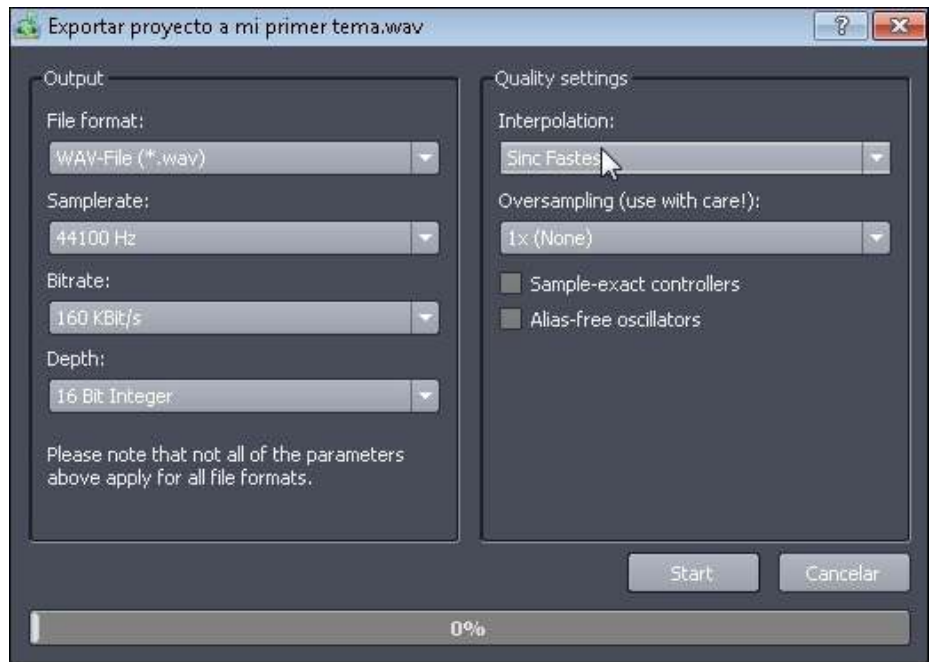 Exportar proyecto a mi primer tema.wav
Output
File format:
WAV-File (*.wav)
Samplerate:
44100 Hz
Bitrate:
160 KBit/s
Depth:
16 Bit Integer
Please note that not all of the parameters
above apply for all file formats.
Quality settings
Interpolation:
Sinc Fastest
Oversampling (use with care!):
1x (None)
Sample-exact controllers
Alias-free oscillators
Start
Cancelar
0%